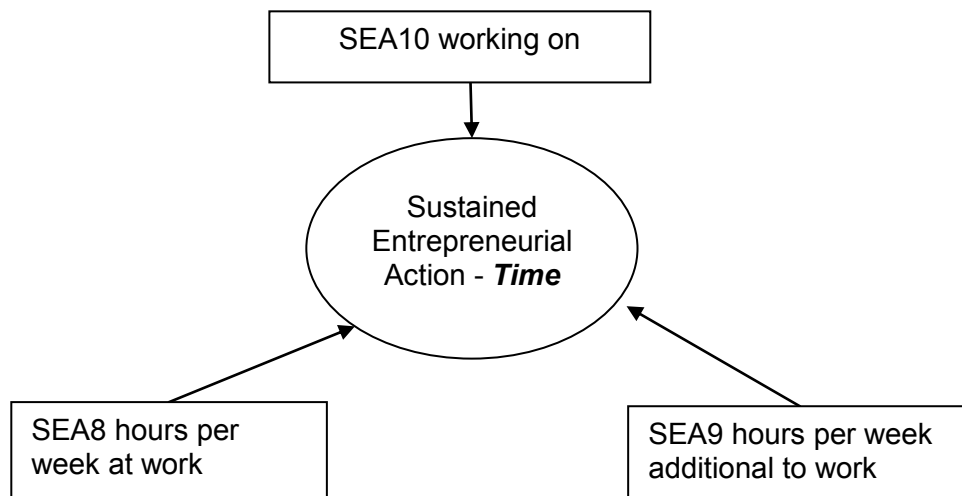 SEA10 working on
Sustained
Entrepreneurial
Action - Time
SEA8 hours per
week at work
SEA9 hours per week
additional to work